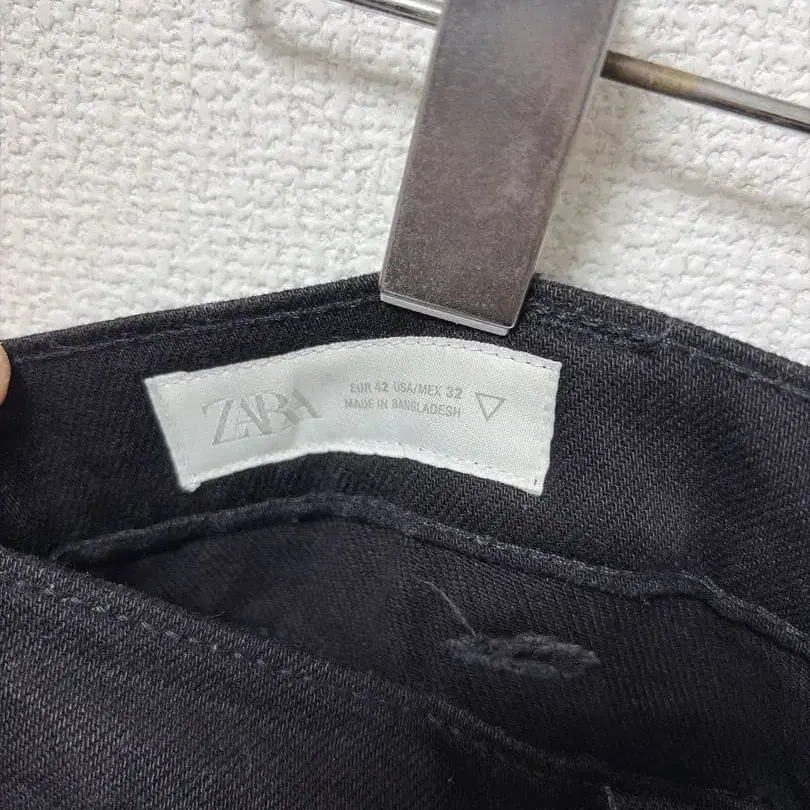 ZARA
EUR 42 USA/MEX 32
MADE IN BANGLADESH